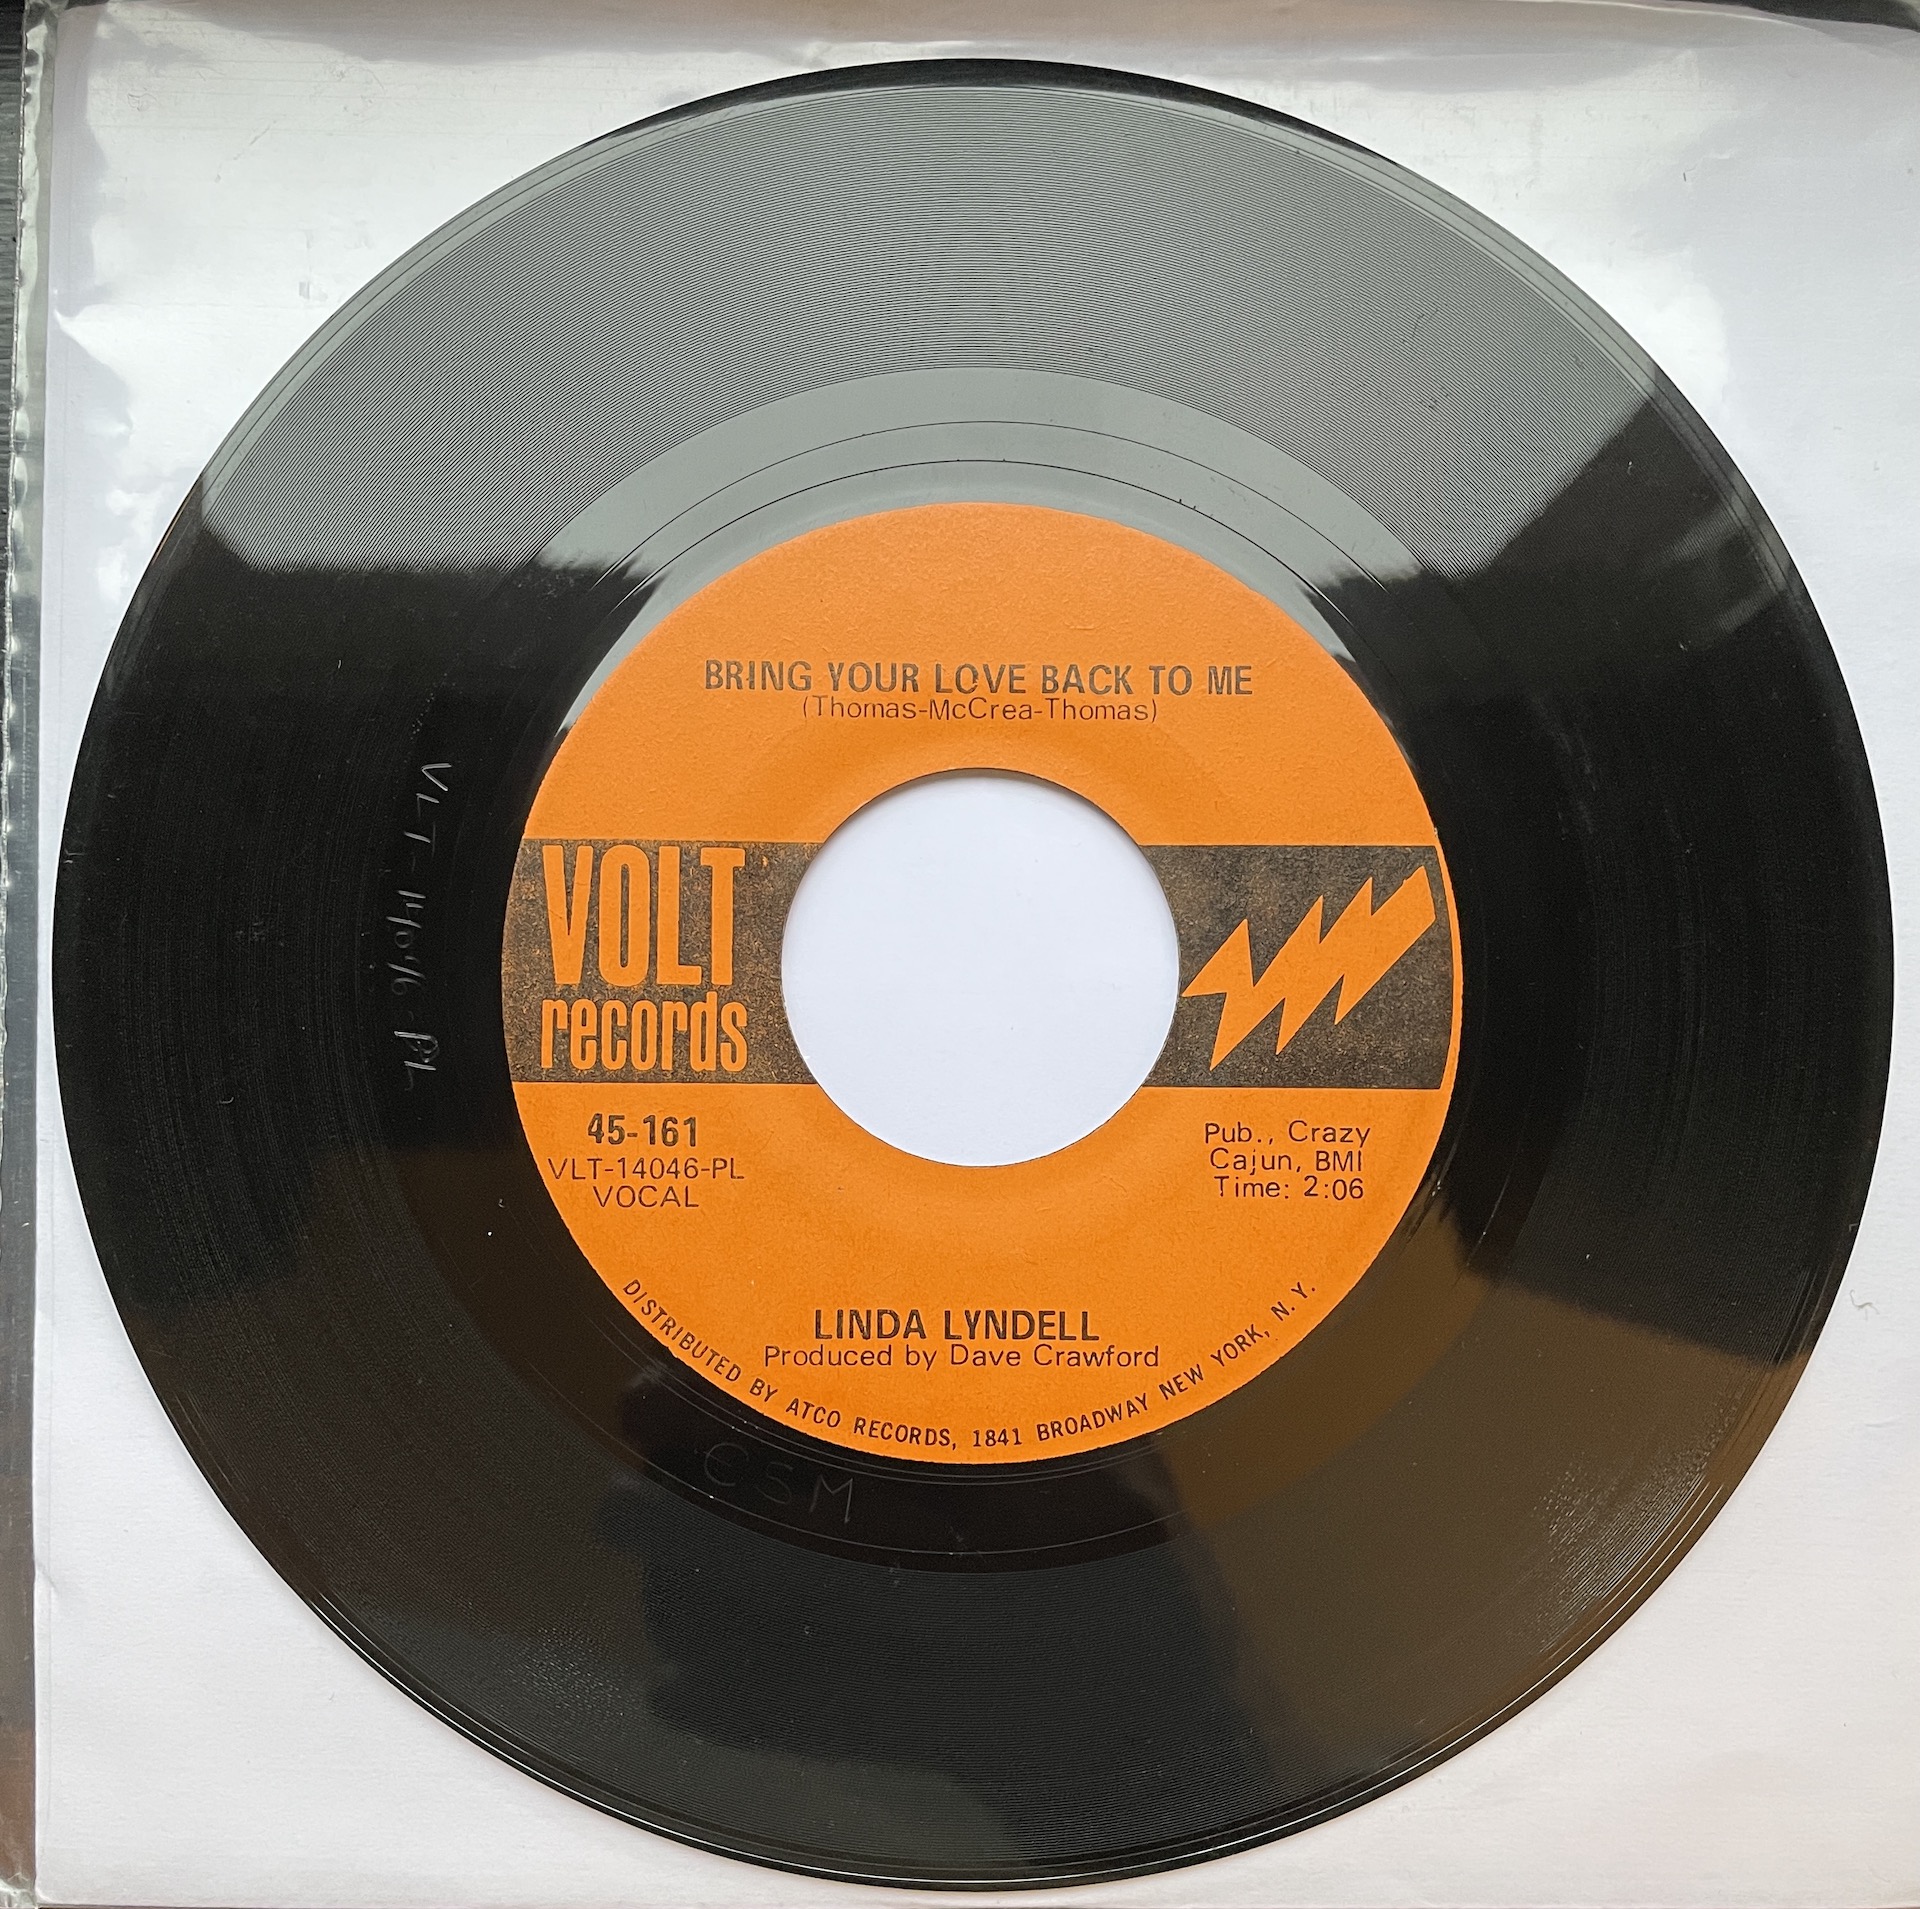 BRING YOUR LOVE BACK TO ME
(Thomas-McCrea-Thomas)
VOLT
records
45-161
VLT-14046-PL
VOCAL
Pub., Crazy
Cajun, BMI
Time: 2:06
LINDA LYNDELL
Produced by Dave Crawford
DISTRIBUTED BY ATCO RECORDS, 1841 BROADWAY NEW YORK, N.Y.
VLT-14046-PL
CSM